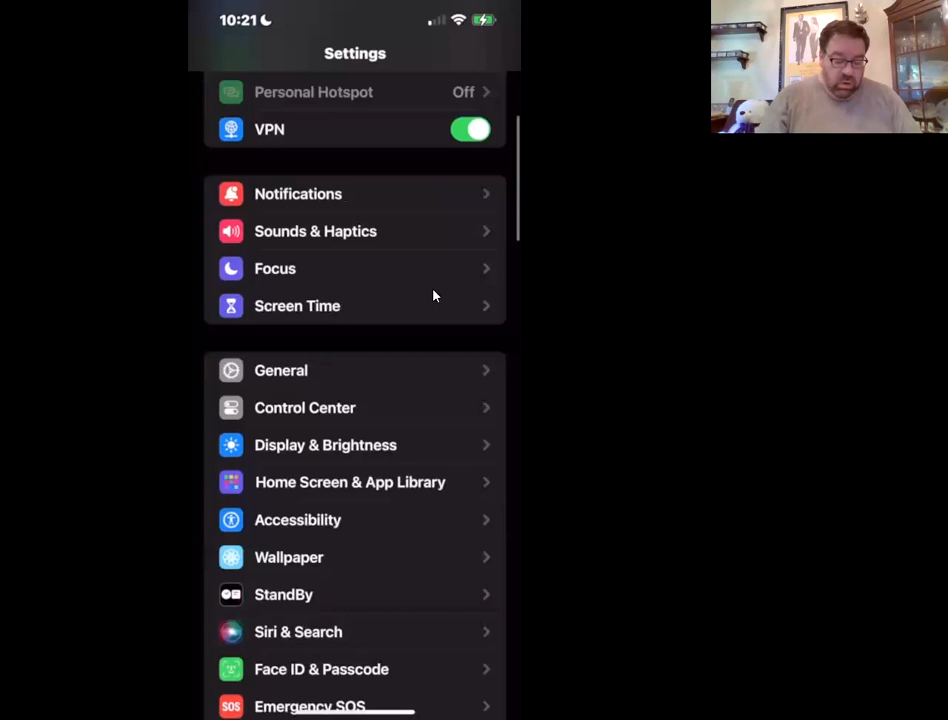 10:21
Settings
Personal Hotspot Off
VPN
Notifications
Sounds & Haptics
Focus
Screen Time
General
Control Center
Display & Brightness
Home Screen & App Library
Accessibility
Wallpaper
StandBy
Siri & Search
Face ID & Passcode
SOS Emergency SOS